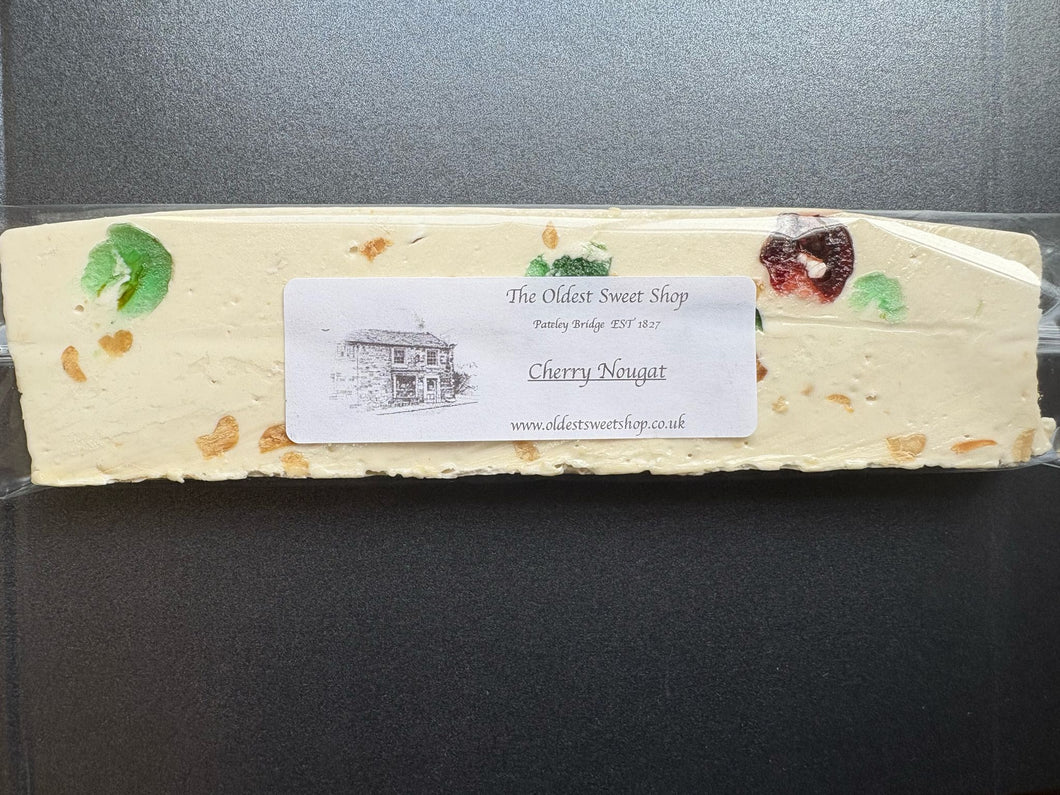 The Oldest Sweet Shop
Pateley Bridge EST 1827
Cherry Nougat
www.oldestsweetshop.co.uk